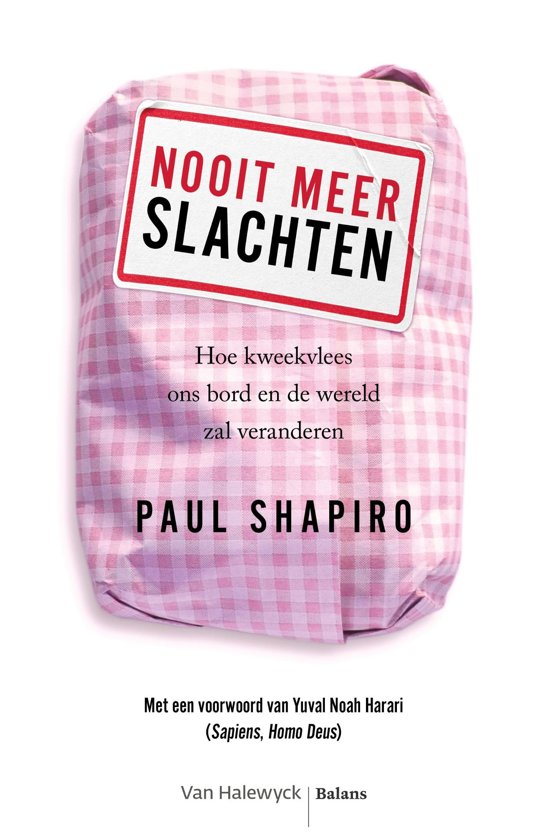 NOOIT MEER
SLACHTEN
Hoe kweekvlees
ons bord en de wereld
zal veranderen
PAUL SHAPIRO
Met een voorwoord van Yuval Noah Harari
(Sapiens, Homo Deus)
Van Halewyck | Balans